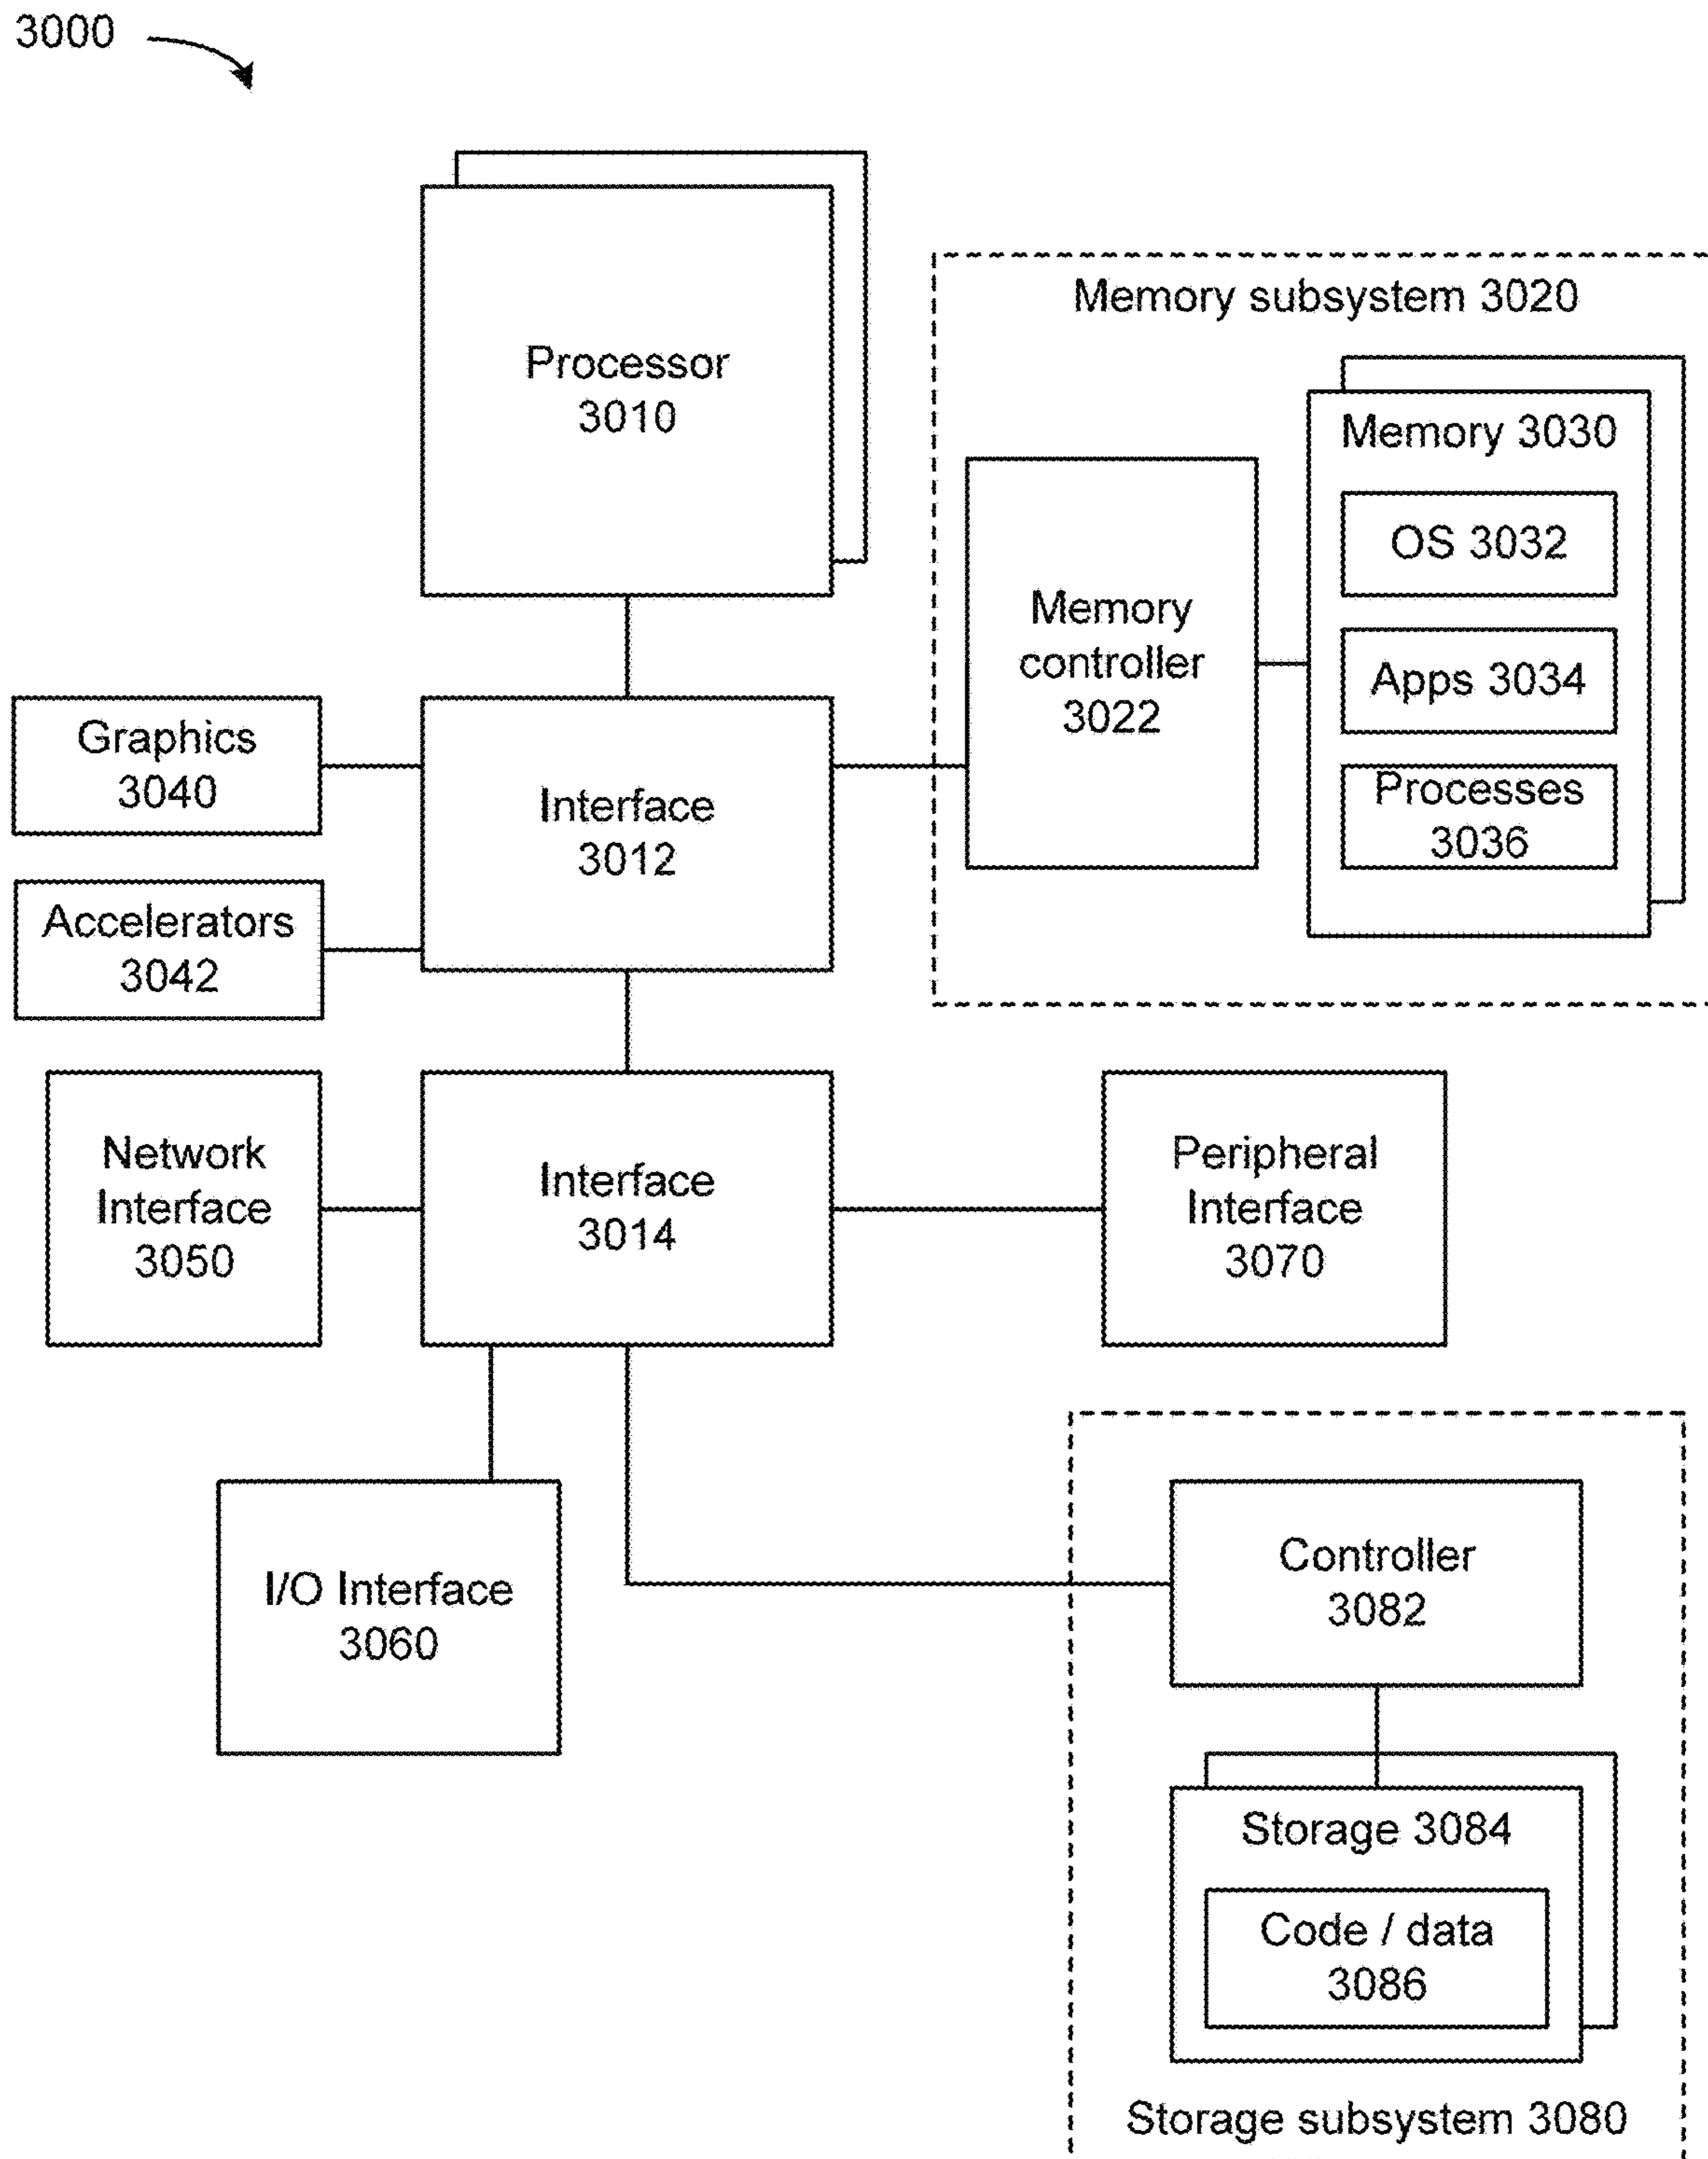 3000
Processor
3010
Memory subsystem 3020
Memory 3030
OS 3032
Apps 3034
Processes
3036
Memory
controller
3022
Graphics
3040
Interface
3012
Accelerators
3042
Network
Interface
3050
Interface
3014
Peripheral
Interface
3070
I/O Interface
3060
Controller
3082
Storage 3084
Code / data
3086
Storage subsystem 3080